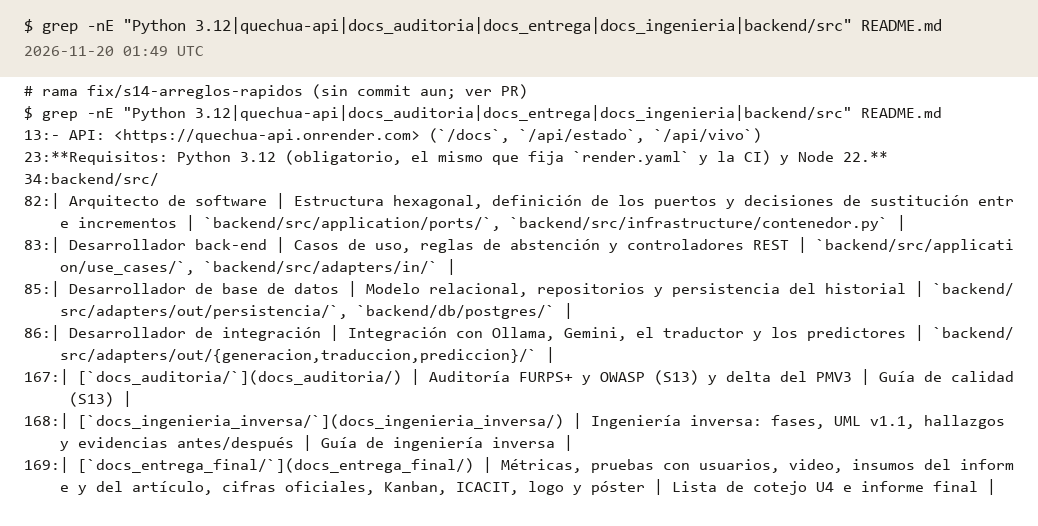 $ grep -nE "Python 3.12|quechua-api|docs_auditoria|docs_entrega|docs_ingenieria|backend/src" README.md
2026-11-20 01:49 UTC
# rama fix/s14-arreglos-rapidos (sin commit aun; ver PR)
$ grep -nE "Python 3.12|quechua-api|docs_auditoria|docs_entrega|docs_ingenieria|backend/src" README.md
13:- API: <https://quechua-api.onrender.com> (`/docs`, `/api/estado`, `/api/vivo`)
23:**Requisitos: Python 3.12 (obligatorio, el mismo que fija `render.yaml` y la CI) y Node 22.**
34:backend/src/
82:| Arquitecto de software | Estructura hexagonal, definición de los puertos y decisiones de sustitución entr
e incrementos | `backend/src/application/ports/`, `backend/src/infrastructure/contenedor.py` |
83:| Desarrollador back-end | Casos de uso, reglas de abstención y controladores REST | `backend/src/applicati
on/use_cases/`, `backend/src/adapters/in/` |
85:| Desarrollador de base de datos | Modelo relacional, repositorios y persistencia del historial | `backend/
src/adapters/out/persistencia/`, `backend/db/postgres/` |
86:| Desarrollador de integración | Integración con Ollama, Gemini, el traductor y los predictores | `backend/
src/adapters/out/{generacion,traduccion,prediccion}/` |
167:| [`docs_auditoria/`](docs_auditoria/) | Auditoría FURPS+ y OWASP (S13) y delta del PMV3 | Guía de calidad
(S13) |
168:| [`docs_ingenieria_inversa/`](docs_ingenieria_inversa/) | Ingeniería inversa: fases, UML v1.1, hallazgos
y evidencias antes/después | Guía de ingeniería inversa |
169:| [`docs_entrega_final/`](docs_entrega_final/) | Métricas, pruebas con usuarios, video, insumos del inform
e y del artículo, cifras oficiales, Kanban, ICACIT, logo y póster | Lista de cotejo U4 e informe final |